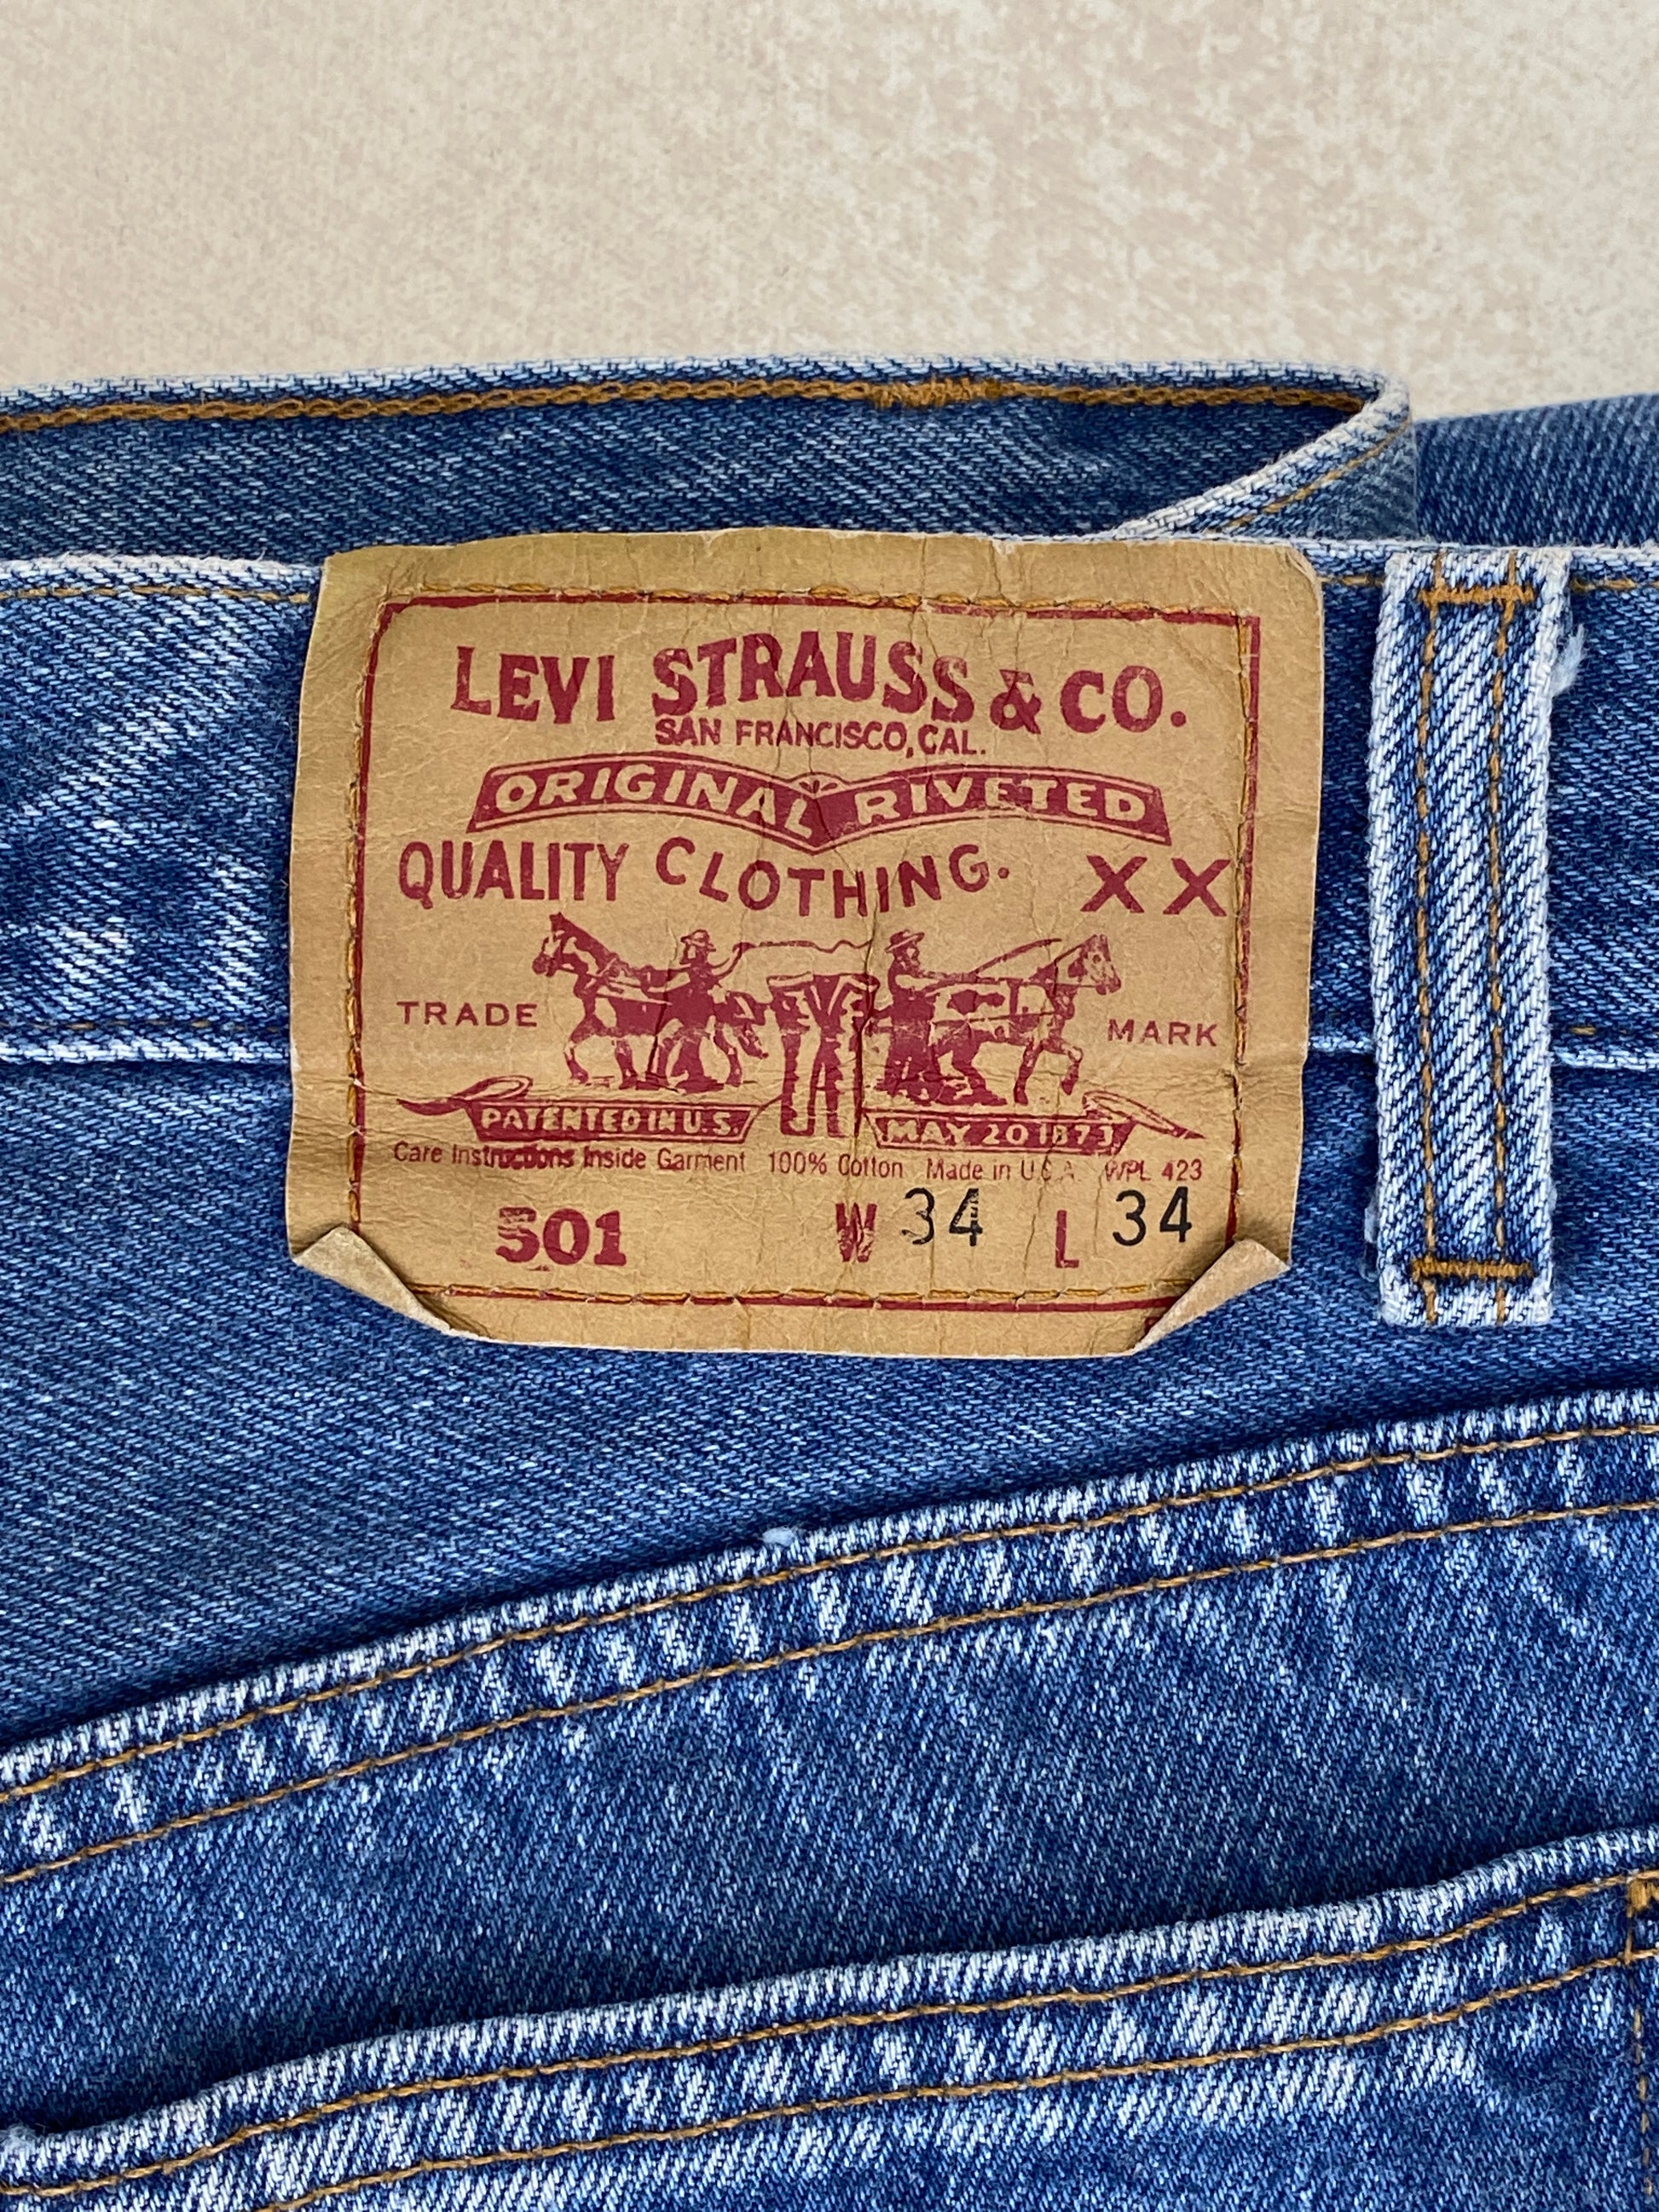 LEVI STRAUSS & CO.
SAN FRANCISCO, CAL.
ORIGINAL RIVETED
QUALITY CLOTHING. XX
TRADE MARK
PATENTED IN U.S. MAY 20 1873
Care Instructions Inside Garment 100% Cotton Made in U.S.A. WPL 423
501 W 34 L 34